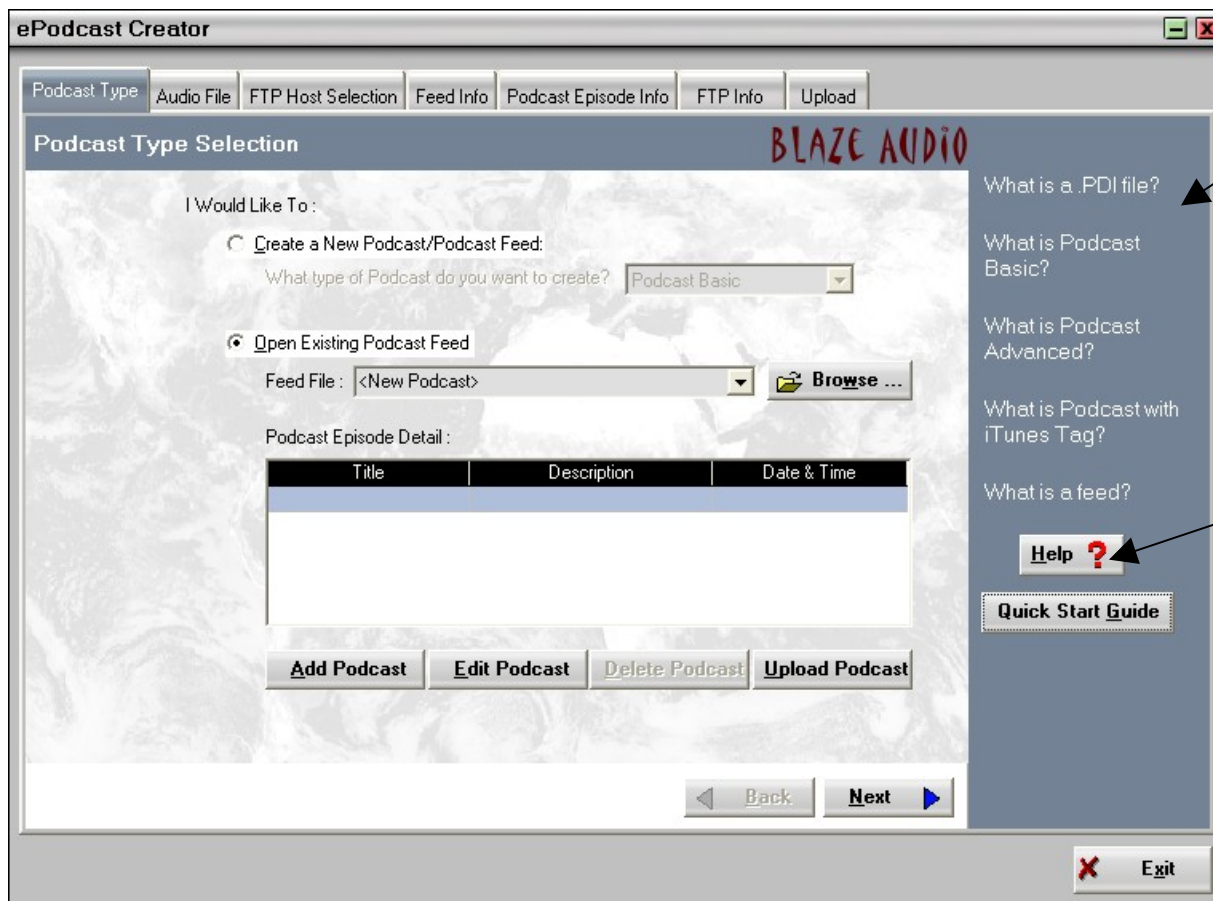 ePodcast Creator
Podcast Type
Audio File
FTP Host Selection
Feed Info
Podcast Episode Info
FTP Info
Upload
Podcast Type Selection
BLAZE AUDiO
I Would Like To :
Create a New Podcast/Podcast Feed:
What type of Podcast do you want to create?
Podcast Basic
Open Existing Podcast Feed
Feed File :
<New Podcast>
Browse ...
Podcast Episode Detail :
Title
Description
Date & Time
Add Podcast
Edit Podcast
Delete Podcast
Upload Podcast
Back
Next
What is a .PDI file?
What is Podcast
Basic?
What is Podcast
Advanced?
What is Podcast with
iTunes Tag?
What is a feed?
Help ?
Quick Start Guide
Exit